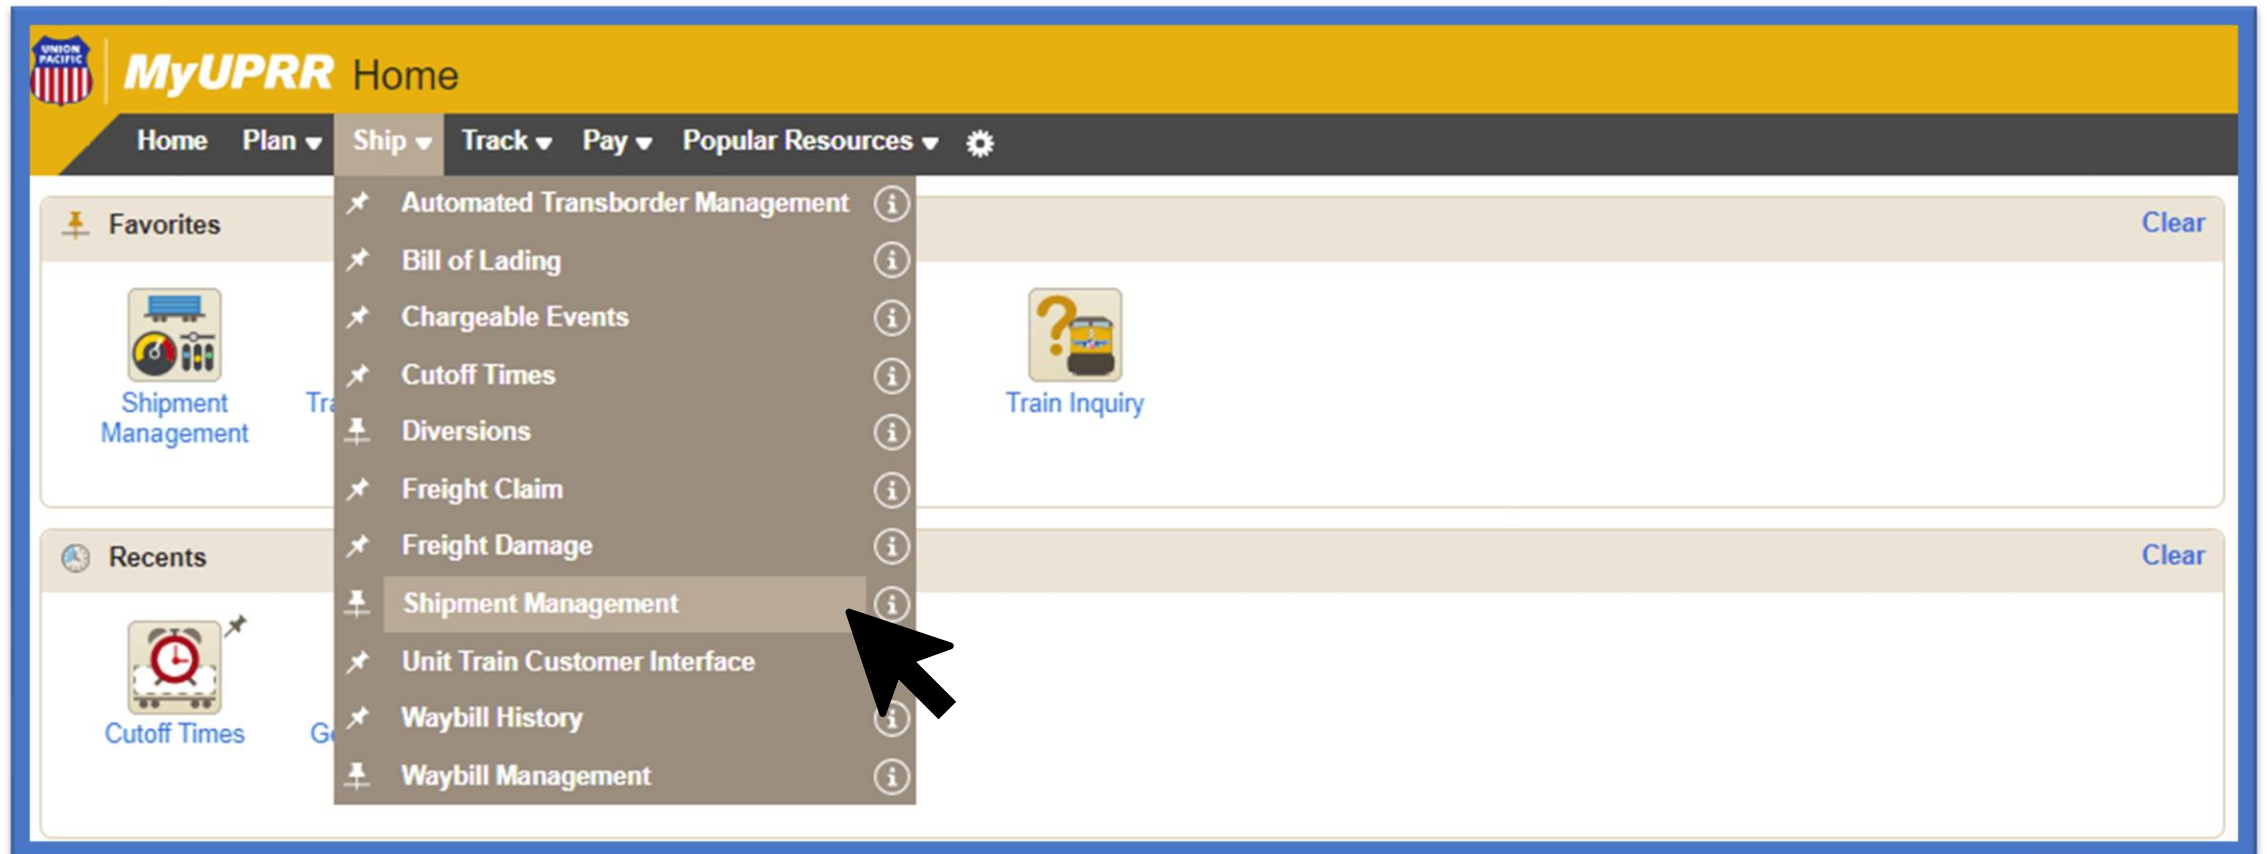 UNION
PACIFIC
MyUPRR Home
Home Plan Ship Track Pay Popular Resources
Automated Transborder Management
Favorites
Clear
Bill of Lading
Chargeable Events
Cutoff Times
Shipment
Management
Train Inquiry
Diversions
Freight Claim
Freight Damage
Recents
Clear
Shipment Management
Unit Train Customer Interface
Waybill History
Cutoff Times
Waybill Management